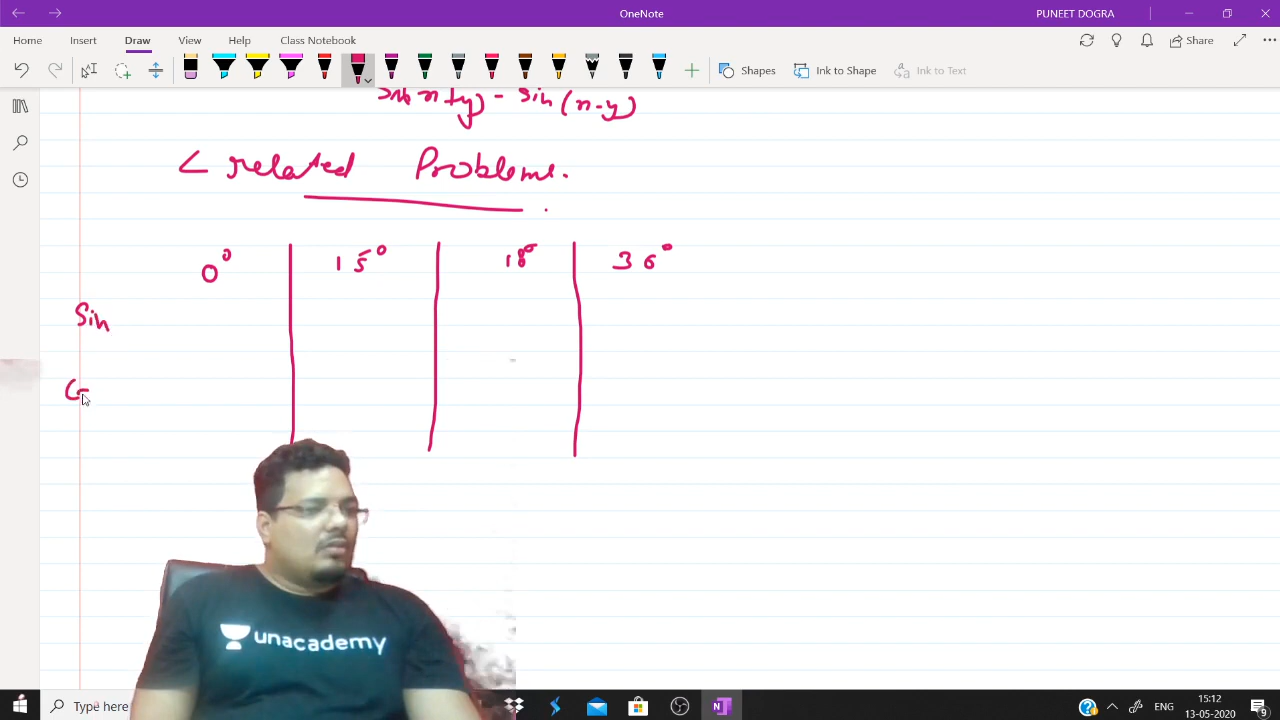 OneNote
PUNEET DOGRA
Home Insert Draw View Help Class Notebook
Share
Shapes
Ink to Shape
Ink to Text
- Sin (n-y)
∠ related Problems.
0° 15° 18° 36°
Sin
unacademy
Type here
ENG
15:12
13-05-2020
9